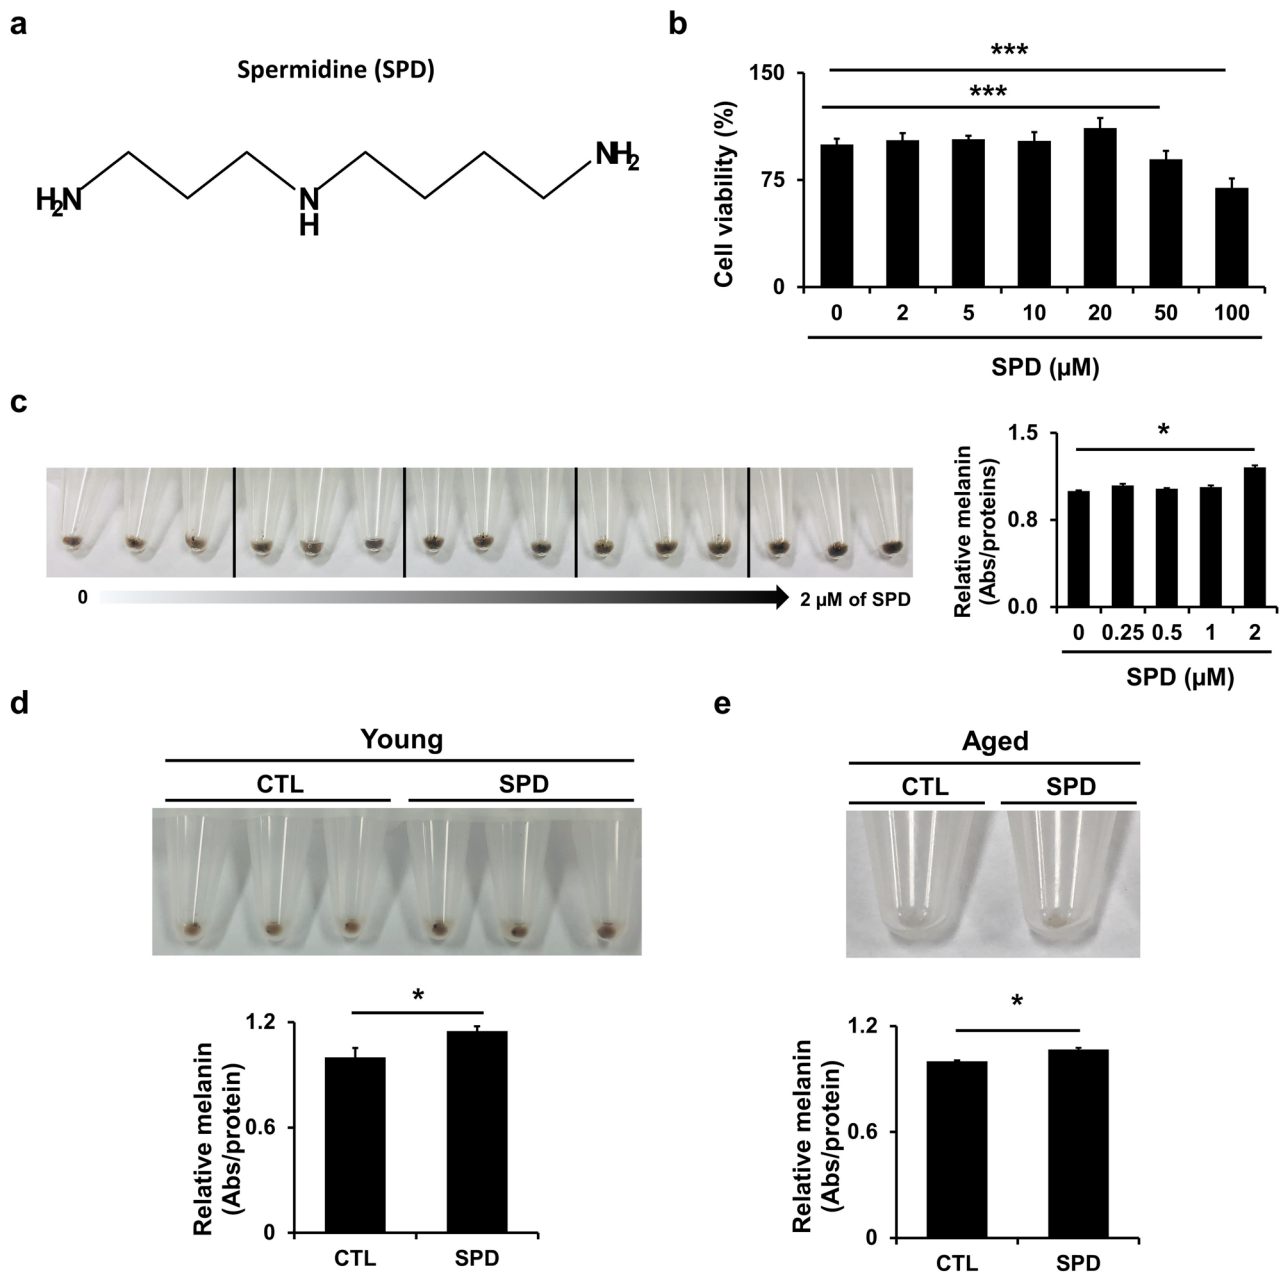 a
Spermidine (SPD)
H2N
N
H
NH2
b
Cell viability (%)
150
75
0
***
***
0 2 5 10 20 50 100
SPD (µM)
c
0
2 µM of SPD
Relative melanin
(Abs/proteins)
1.5
0.8
0.0
*
0 0.25 0.5 1 2
SPD (µM)
d
Young
CTL SPD
Relative melanin
(Abs/protein)
1.2
0.6
0
*
CTL SPD
e
Aged
CTL SPD
Relative melanin
(Abs/protein)
1.2
0.6
0
*
CTL SPD